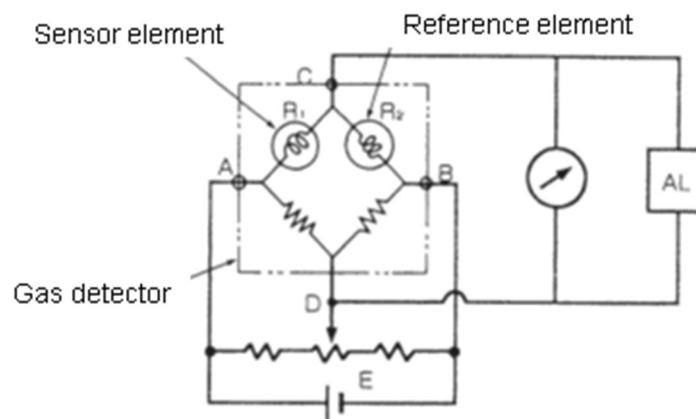 Sensor element
Reference element
C
R₁
R₂
A
B
AL
Gas detector
D
E